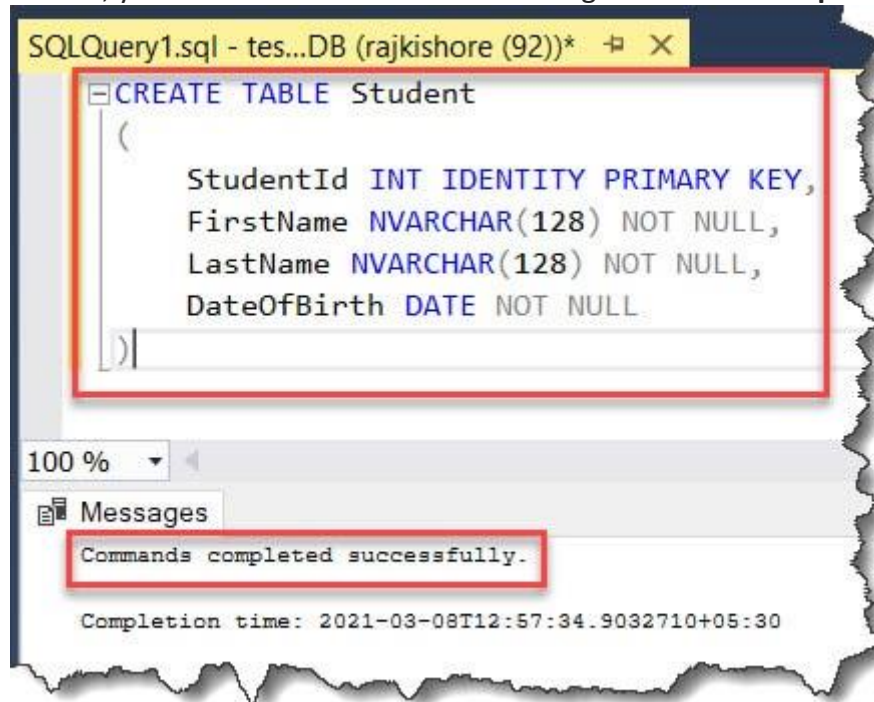 SQLQuery1.sql - tes...DB (rajkishore (92))*
CREATE TABLE Student
(
StudentId INT IDENTITY PRIMARY KEY,
FirstName NVARCHAR(128) NOT NULL,
LastName NVARCHAR(128) NOT NULL,
DateOfBirth DATE NOT NULL
)
100 %
Messages
Commands completed successfully.
Completion time: 2021-03-08T12:57:34.9032710+05:30